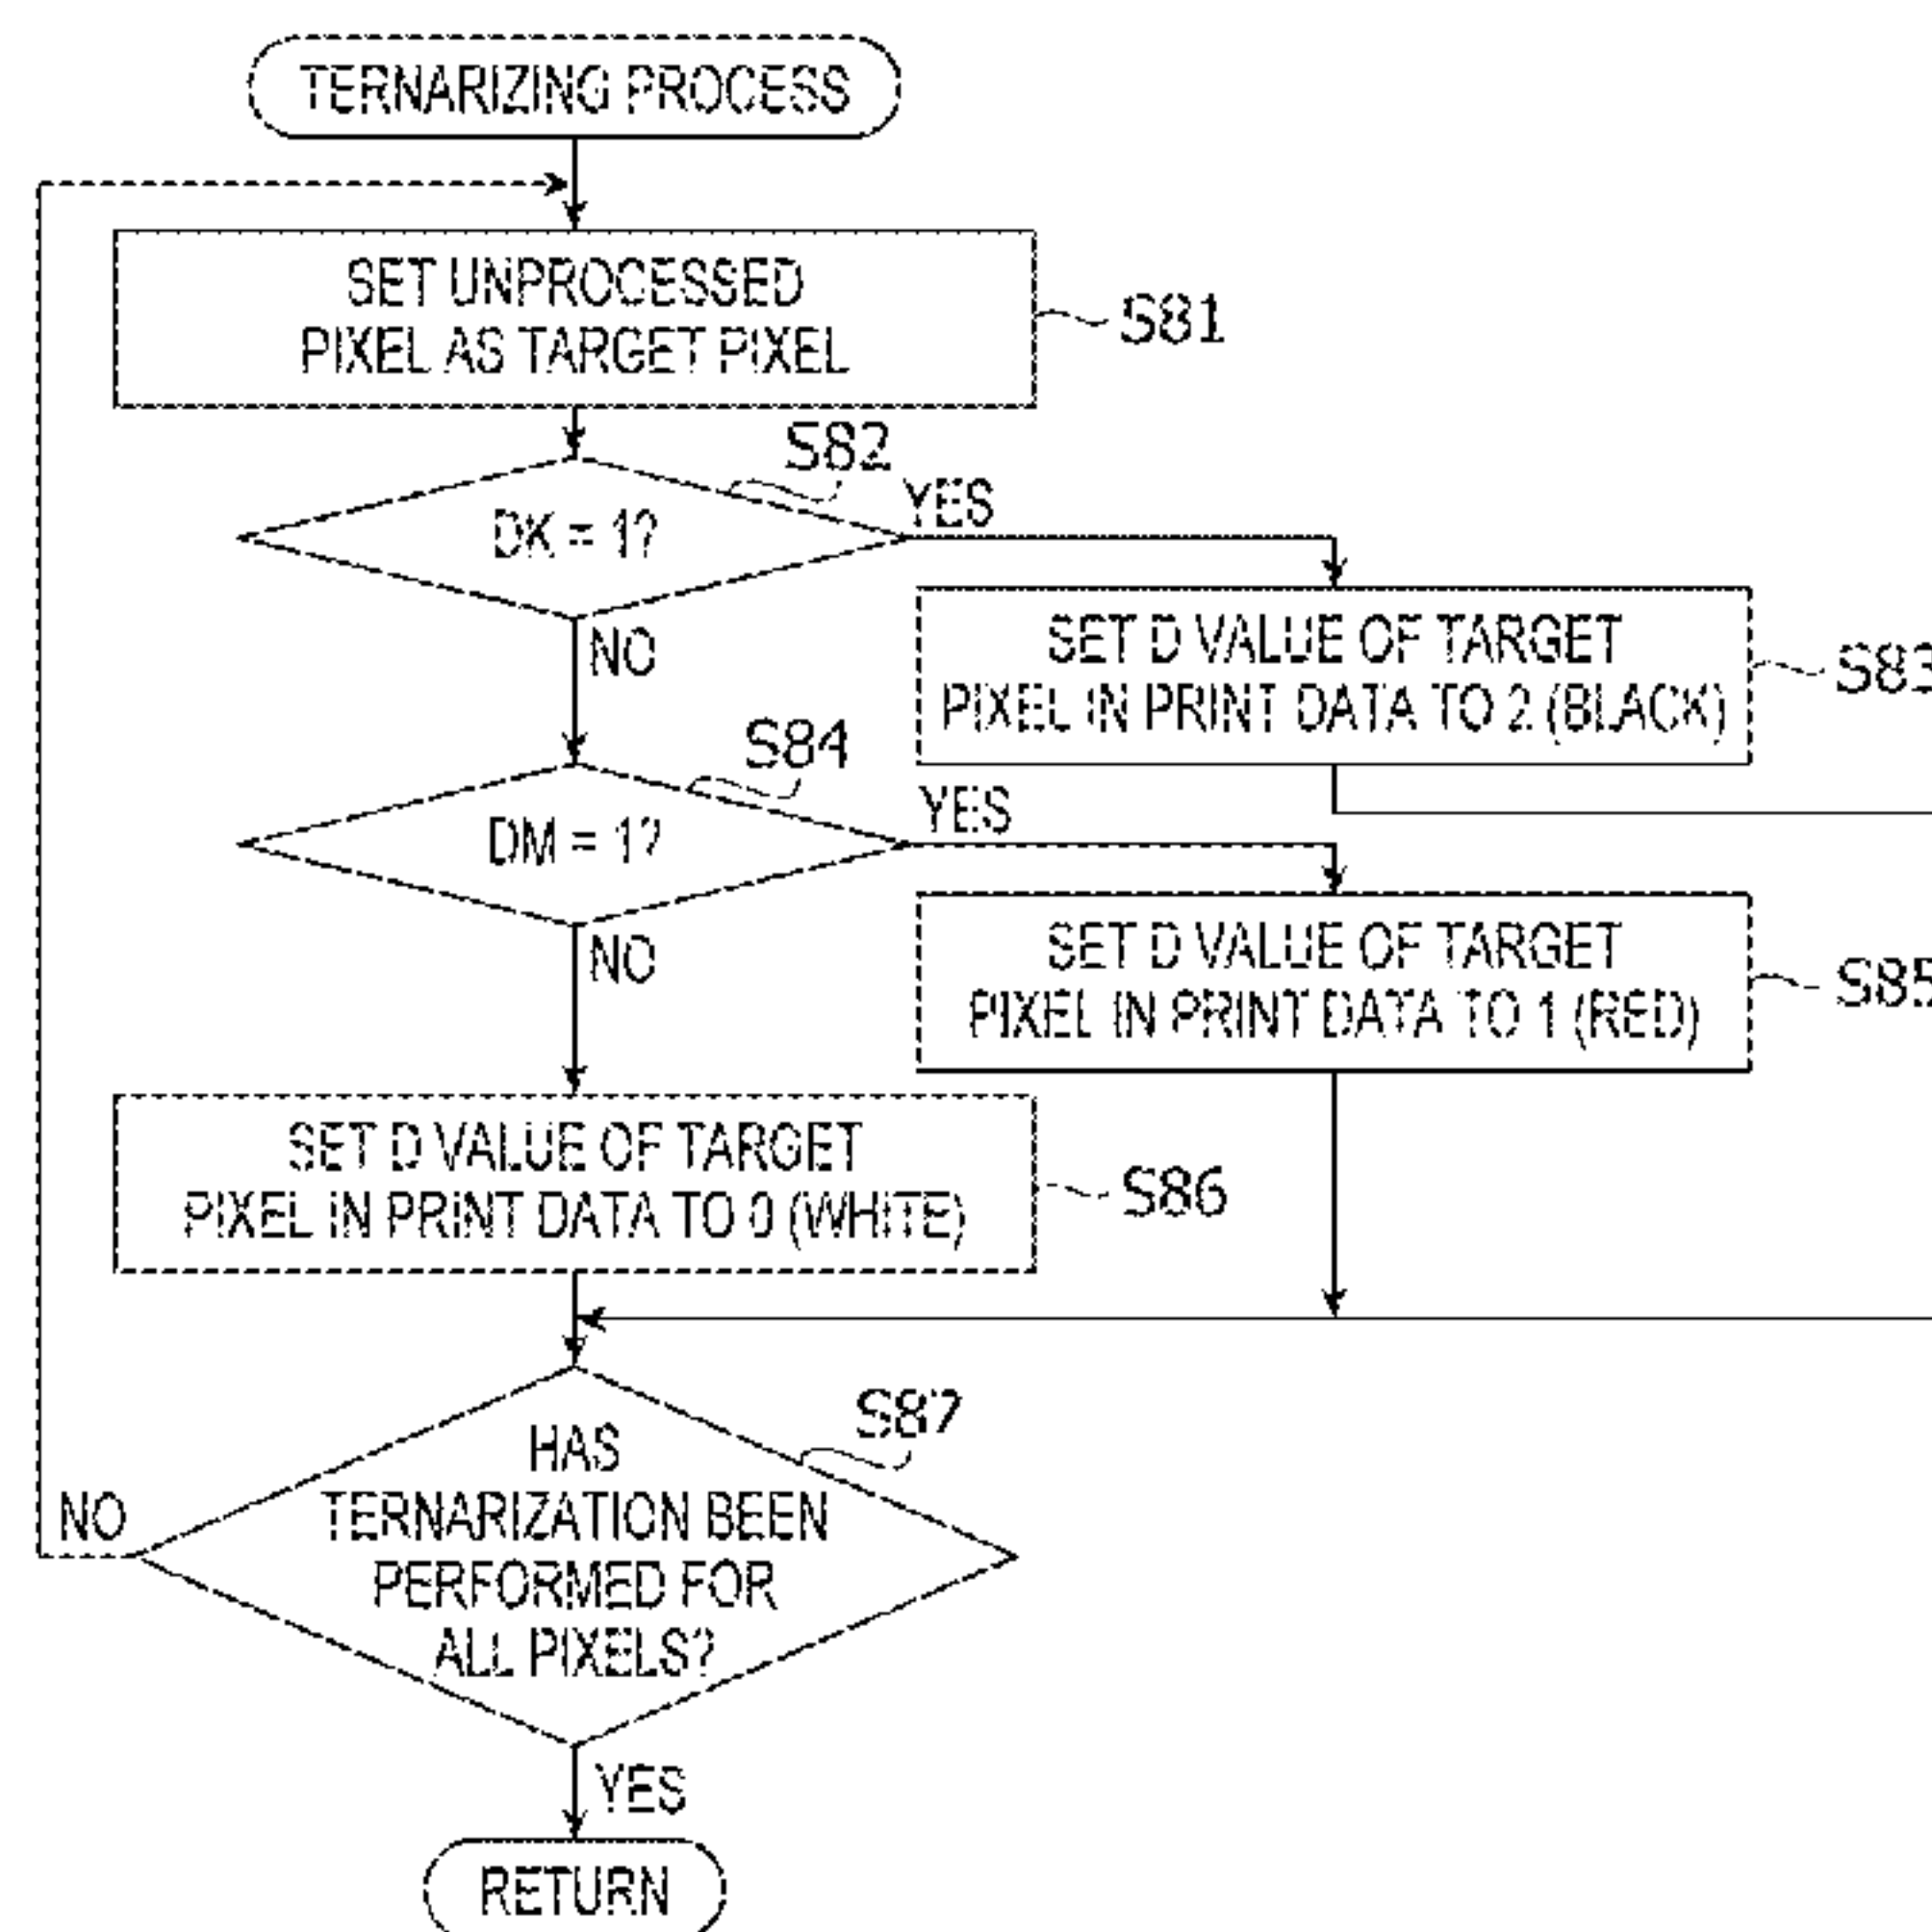 TERNARIZING PROCESS
SET UNPROCESSED
PIXEL AS TARGET PIXEL
S81
S82
DK = 1?
YES
NO
SET D VALUE OF TARGET
PIXEL IN PRINT DATA TO 2 (BLACK)
S83
S84
DM = 1?
YES
NO
SET D VALUE OF TARGET
PIXEL IN PRINT DATA TO 1 (RED)
S85
SET D VALUE OF TARGET
PIXEL IN PRINT DATA TO 0 (WHITE)
S86
S87
HAS
TERNARIZATION BEEN
PERFORMED FOR
ALL PIXELS?
NO
YES
RETURN